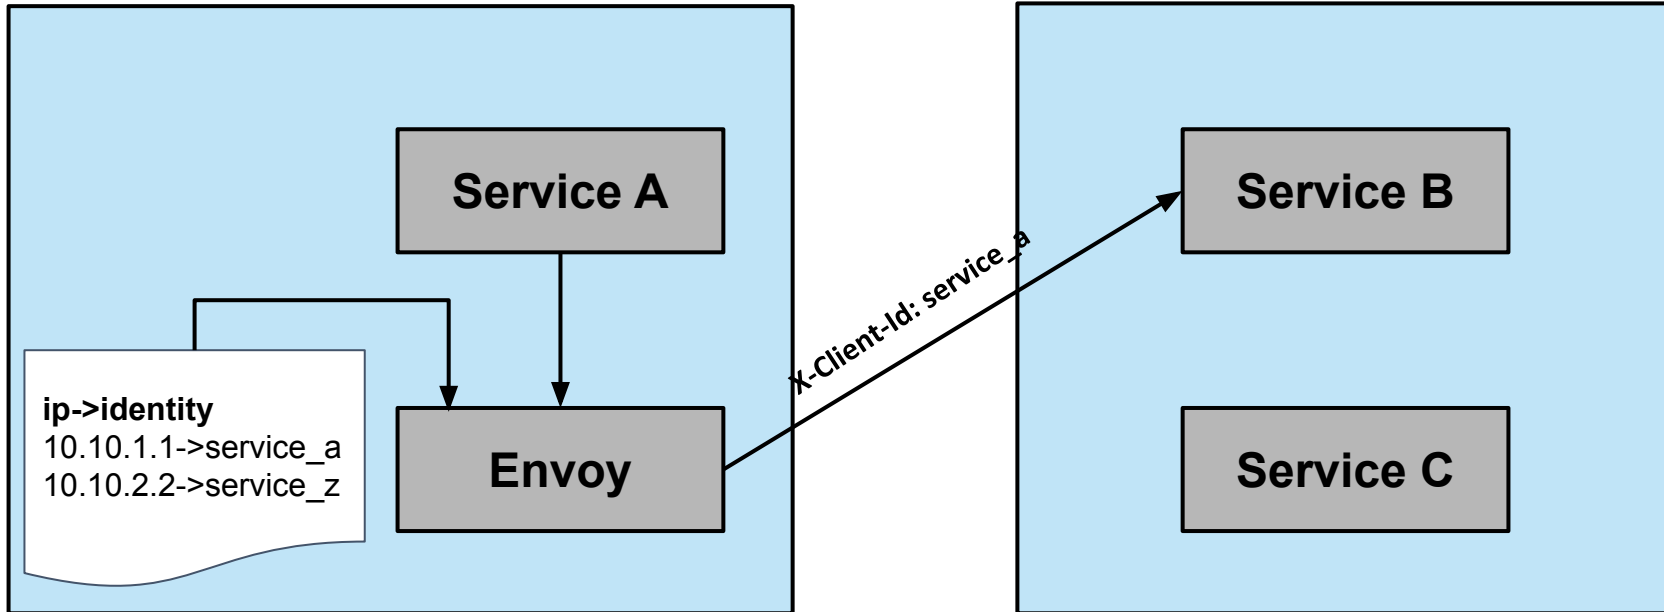 Service A
Service B
X-Client-Id: service_a
ip->identity
10.10.1.1->service_a
10.10.2.2->service_z
Envoy
Service C